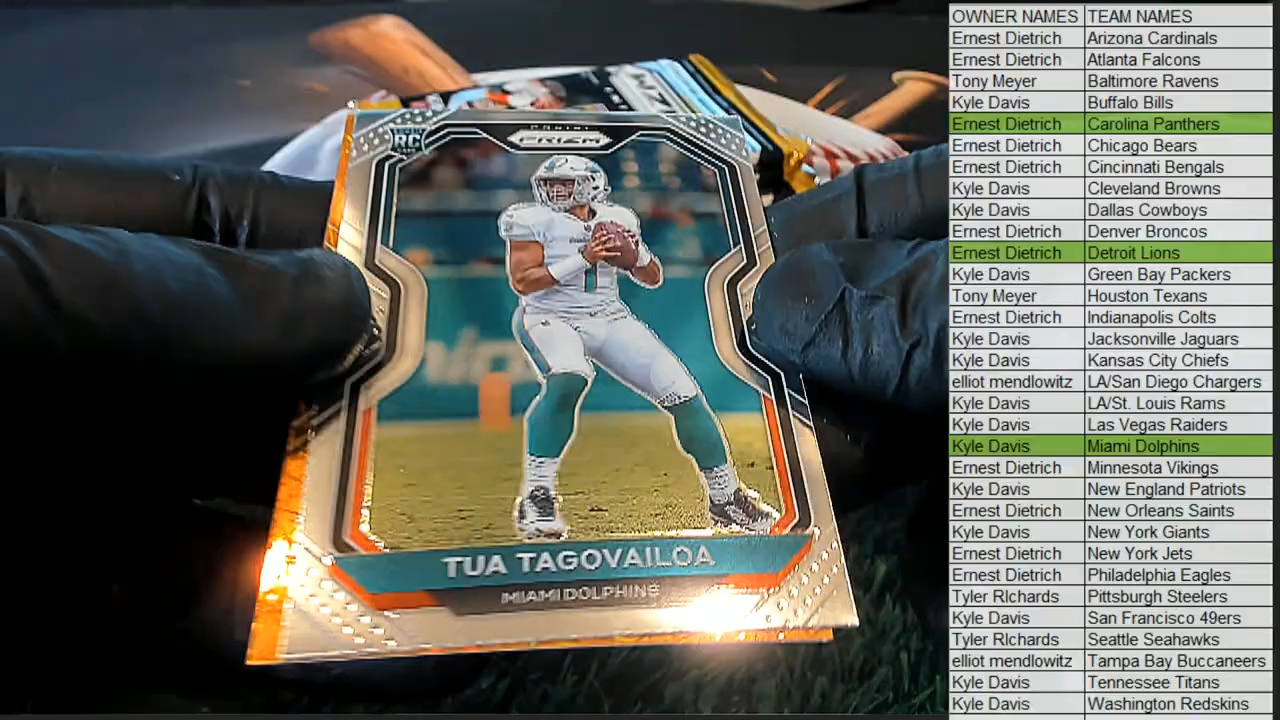 RC
PANINI
PRIZM
1
TUA TAGOVAILOA
MIAMI DOLPHINS
OWNER NAMES TEAM NAMES
Ernest Dietrich Arizona Cardinals
Ernest Dietrich Atlanta Falcons
Tony Meyer Baltimore Ravens
Kyle Davis Buffalo Bills
Ernest Dietrich Carolina Panthers
Ernest Dietrich Chicago Bears
Ernest Dietrich Cincinnati Bengals
Kyle Davis Cleveland Browns
Kyle Davis Dallas Cowboys
Ernest Dietrich Denver Broncos
Ernest Dietrich Detroit Lions
Kyle Davis Green Bay Packers
Tony Meyer Houston Texans
Ernest Dietrich Indianapolis Colts
Kyle Davis Jacksonville Jaguars
Kyle Davis Kansas City Chiefs
elliot mendlowitz LA/San Diego Chargers
Kyle Davis LA/St. Louis Rams
Kyle Davis Las Vegas Raiders
Kyle Davis Miami Dolphins
Ernest Dietrich Minnesota Vikings
Kyle Davis New England Patriots
Ernest Dietrich New Orleans Saints
Kyle Davis New York Giants
Ernest Dietrich New York Jets
Ernest Dietrich Philadelphia Eagles
Tyler RIchards Pittsburgh Steelers
Kyle Davis San Francisco 49ers
Tyler RIchards Seattle Seahawks
elliot mendlowitz Tampa Bay Buccaneers
Kyle Davis Tennessee Titans
Kyle Davis Washington Redskins